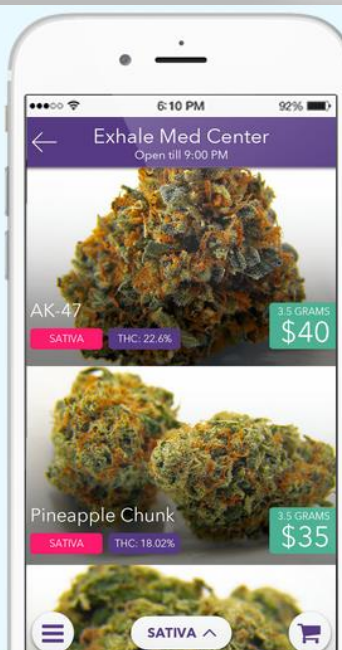 6:10 PM
92%
Exhale Med Center
Open till 9:00 PM
AK-47
SATIVA
THC: 22.6%
3.5 GRAMS
$40
Pineapple Chunk
SATIVA
THC: 18.02%
3.5 GRAMS
$35
SATIVA